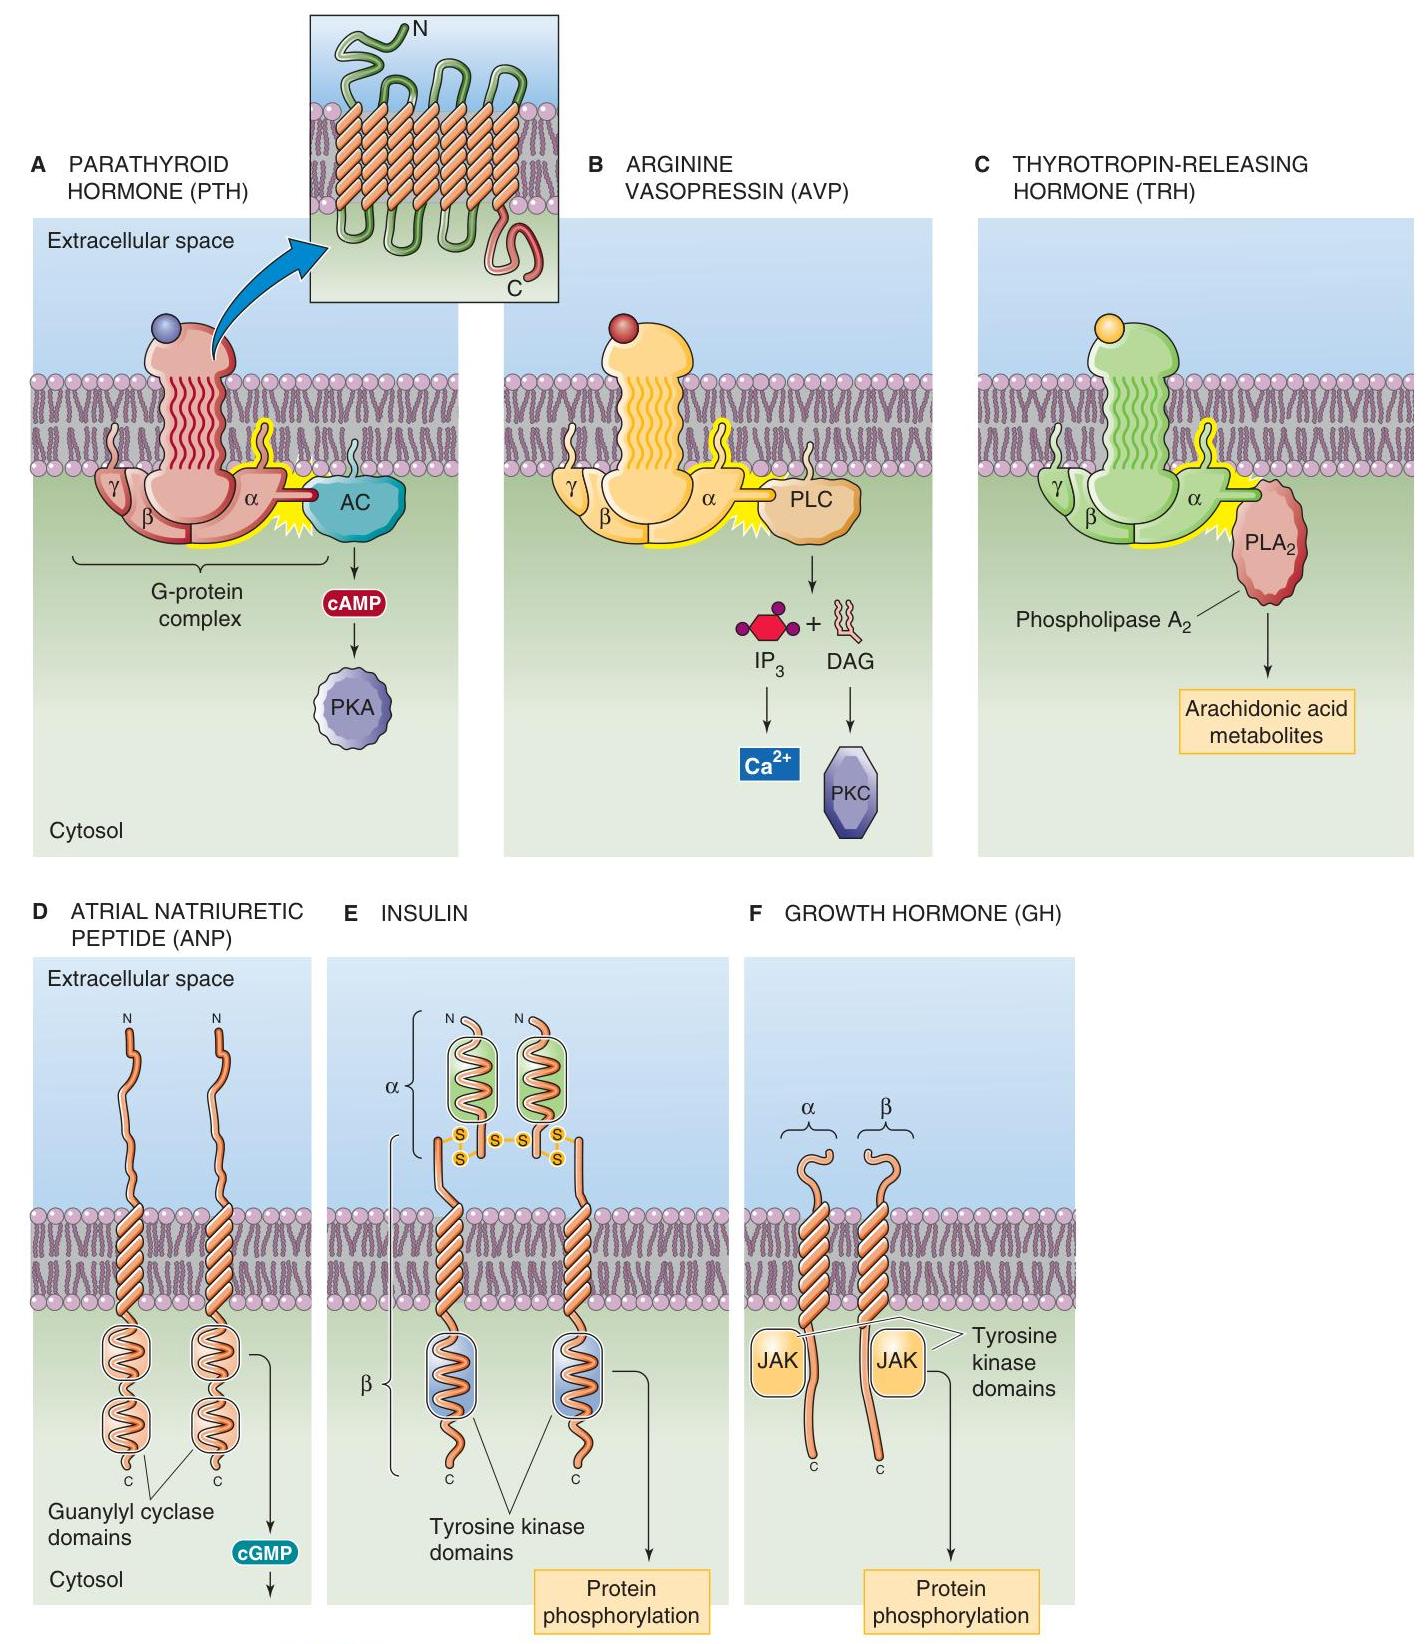 N
C
A PARATHYROID
HORMONE (PTH)
Extracellular space
γ
β
α
AC
G-protein
complex
cAMP
PKA
Cytosol
B ARGININE
VASOPRESSIN (AVP)
γ
β
α
PLC
+
IP3
DAG
Ca2+
PKC
C THYROTROPIN-RELEASING
HORMONE (TRH)
γ
β
α
PLA2
Phospholipase A2
Arachidonic acid
metabolites
D ATRIAL NATRIURETIC
PEPTIDE (ANP)
Extracellular space
N N
C C
Guanylyl cyclase
domains
cGMP
Cytosol
E INSULIN
N N
α
S S S S
S S
β
C C
Tyrosine kinase
domains
Protein
phosphorylation
F GROWTH HORMONE (GH)
α β
JAK JAK
Tyrosine
kinase
domains
C C
Protein
phosphorylation